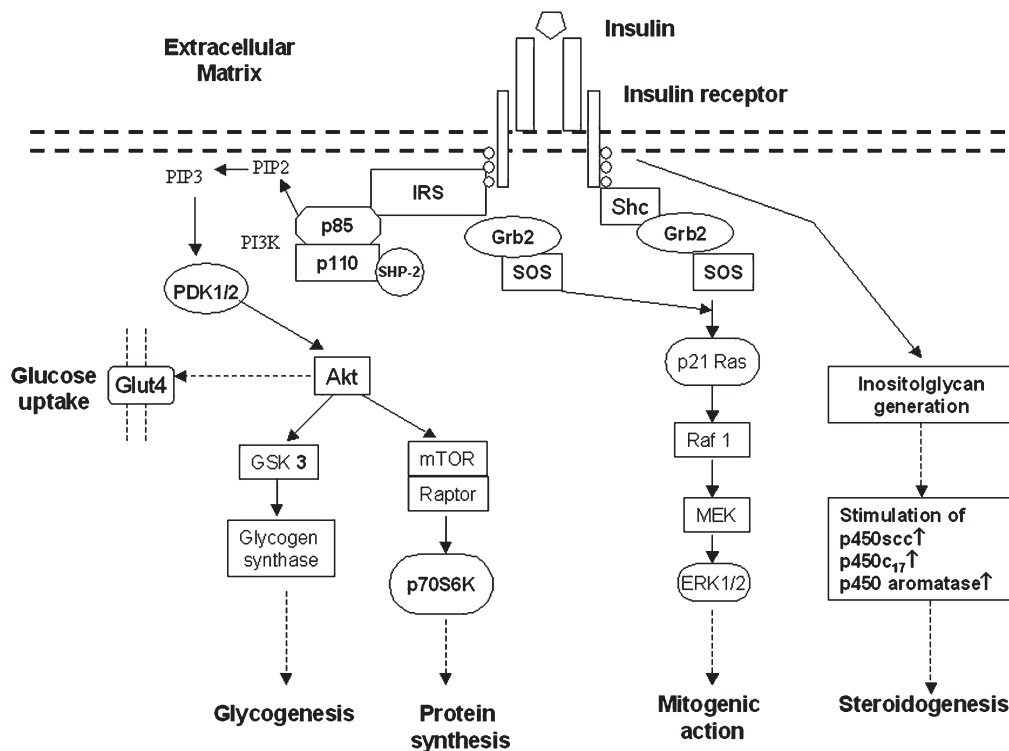 Insulin
Extracellular
Matrix
Insulin receptor
PIP3
PIP2
IRS
Shc
p85
PI3K
p110
SHP-2
Grb2
SOS
Grb2
SOS
PDK1/2
p21 Ras
Glucose
uptake
Glut4
Akt
Inositolglycan
generation
GSK 3
mTOR
Raptor
Raf 1
MEK
Glycogen
synthase
p70S6K
ERK1/2
Stimulation of
p450scc↑
p450c₁₇↑
p450 aromatase↑
Glycogenesis
Protein
synthesis
Mitogenic
action
Steroidogenesis